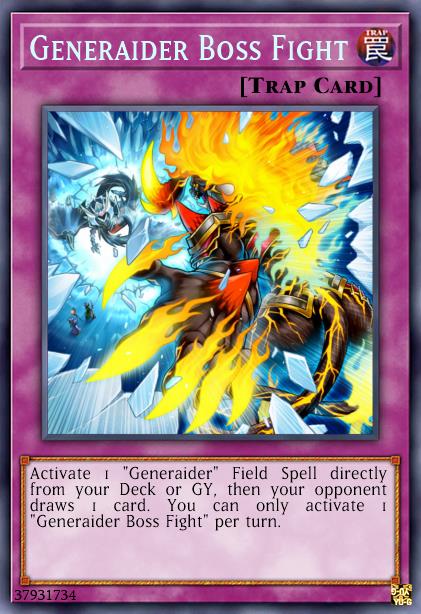 GENERAIDER BOSS FIGHT
TRAP
罠
[TRAP CARD]
Activate 1 "Generaider" Field Spell directly
from your Deck or GY, then your opponent
draws 1 card. You can only activate 1
"Generaider Boss Fight" per turn.
37931734